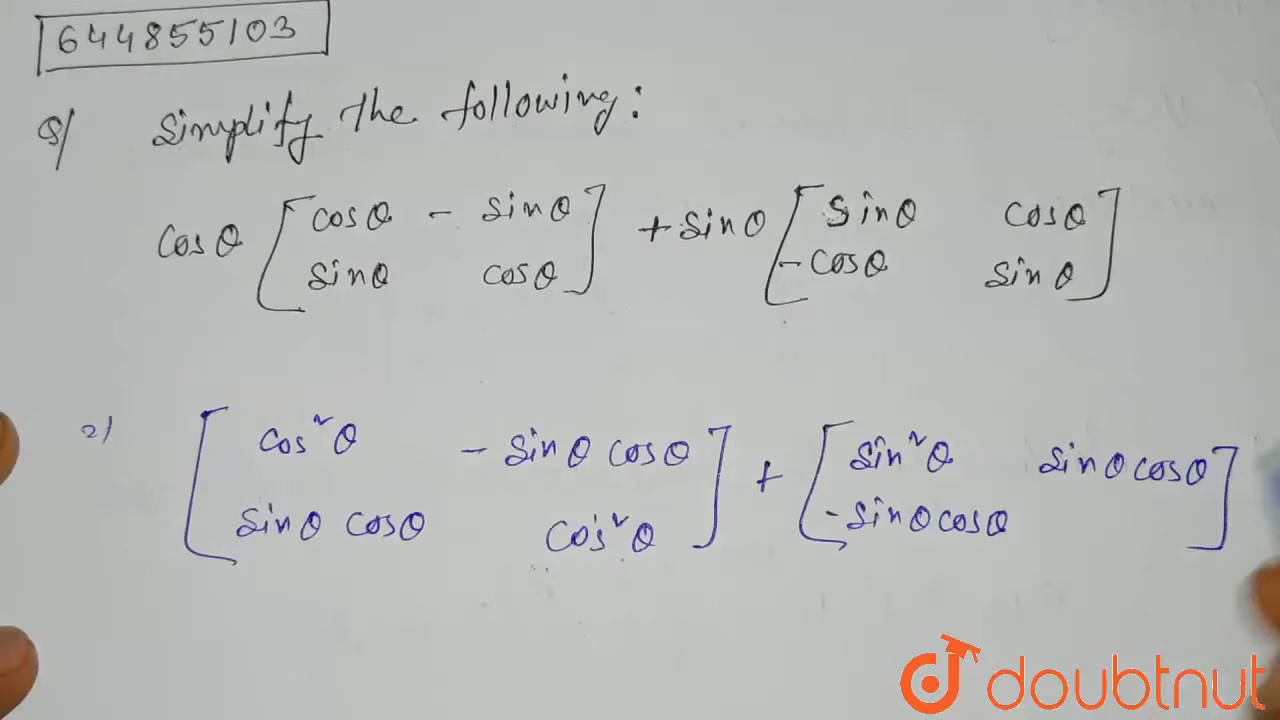 644855103
Q/ Simplify the following:
cosθ [ cosθ - sinθ ] + sinθ [ sinθ cosθ ]
[ sinθ cosθ ] [ -cosθ sinθ ]
2) [ cos²θ - sinθ cosθ ] + [ sin²θ sinθ cosθ ]
[ sinθ cosθ cos²θ ] [ - sinθ cosθ ]
doubtnut